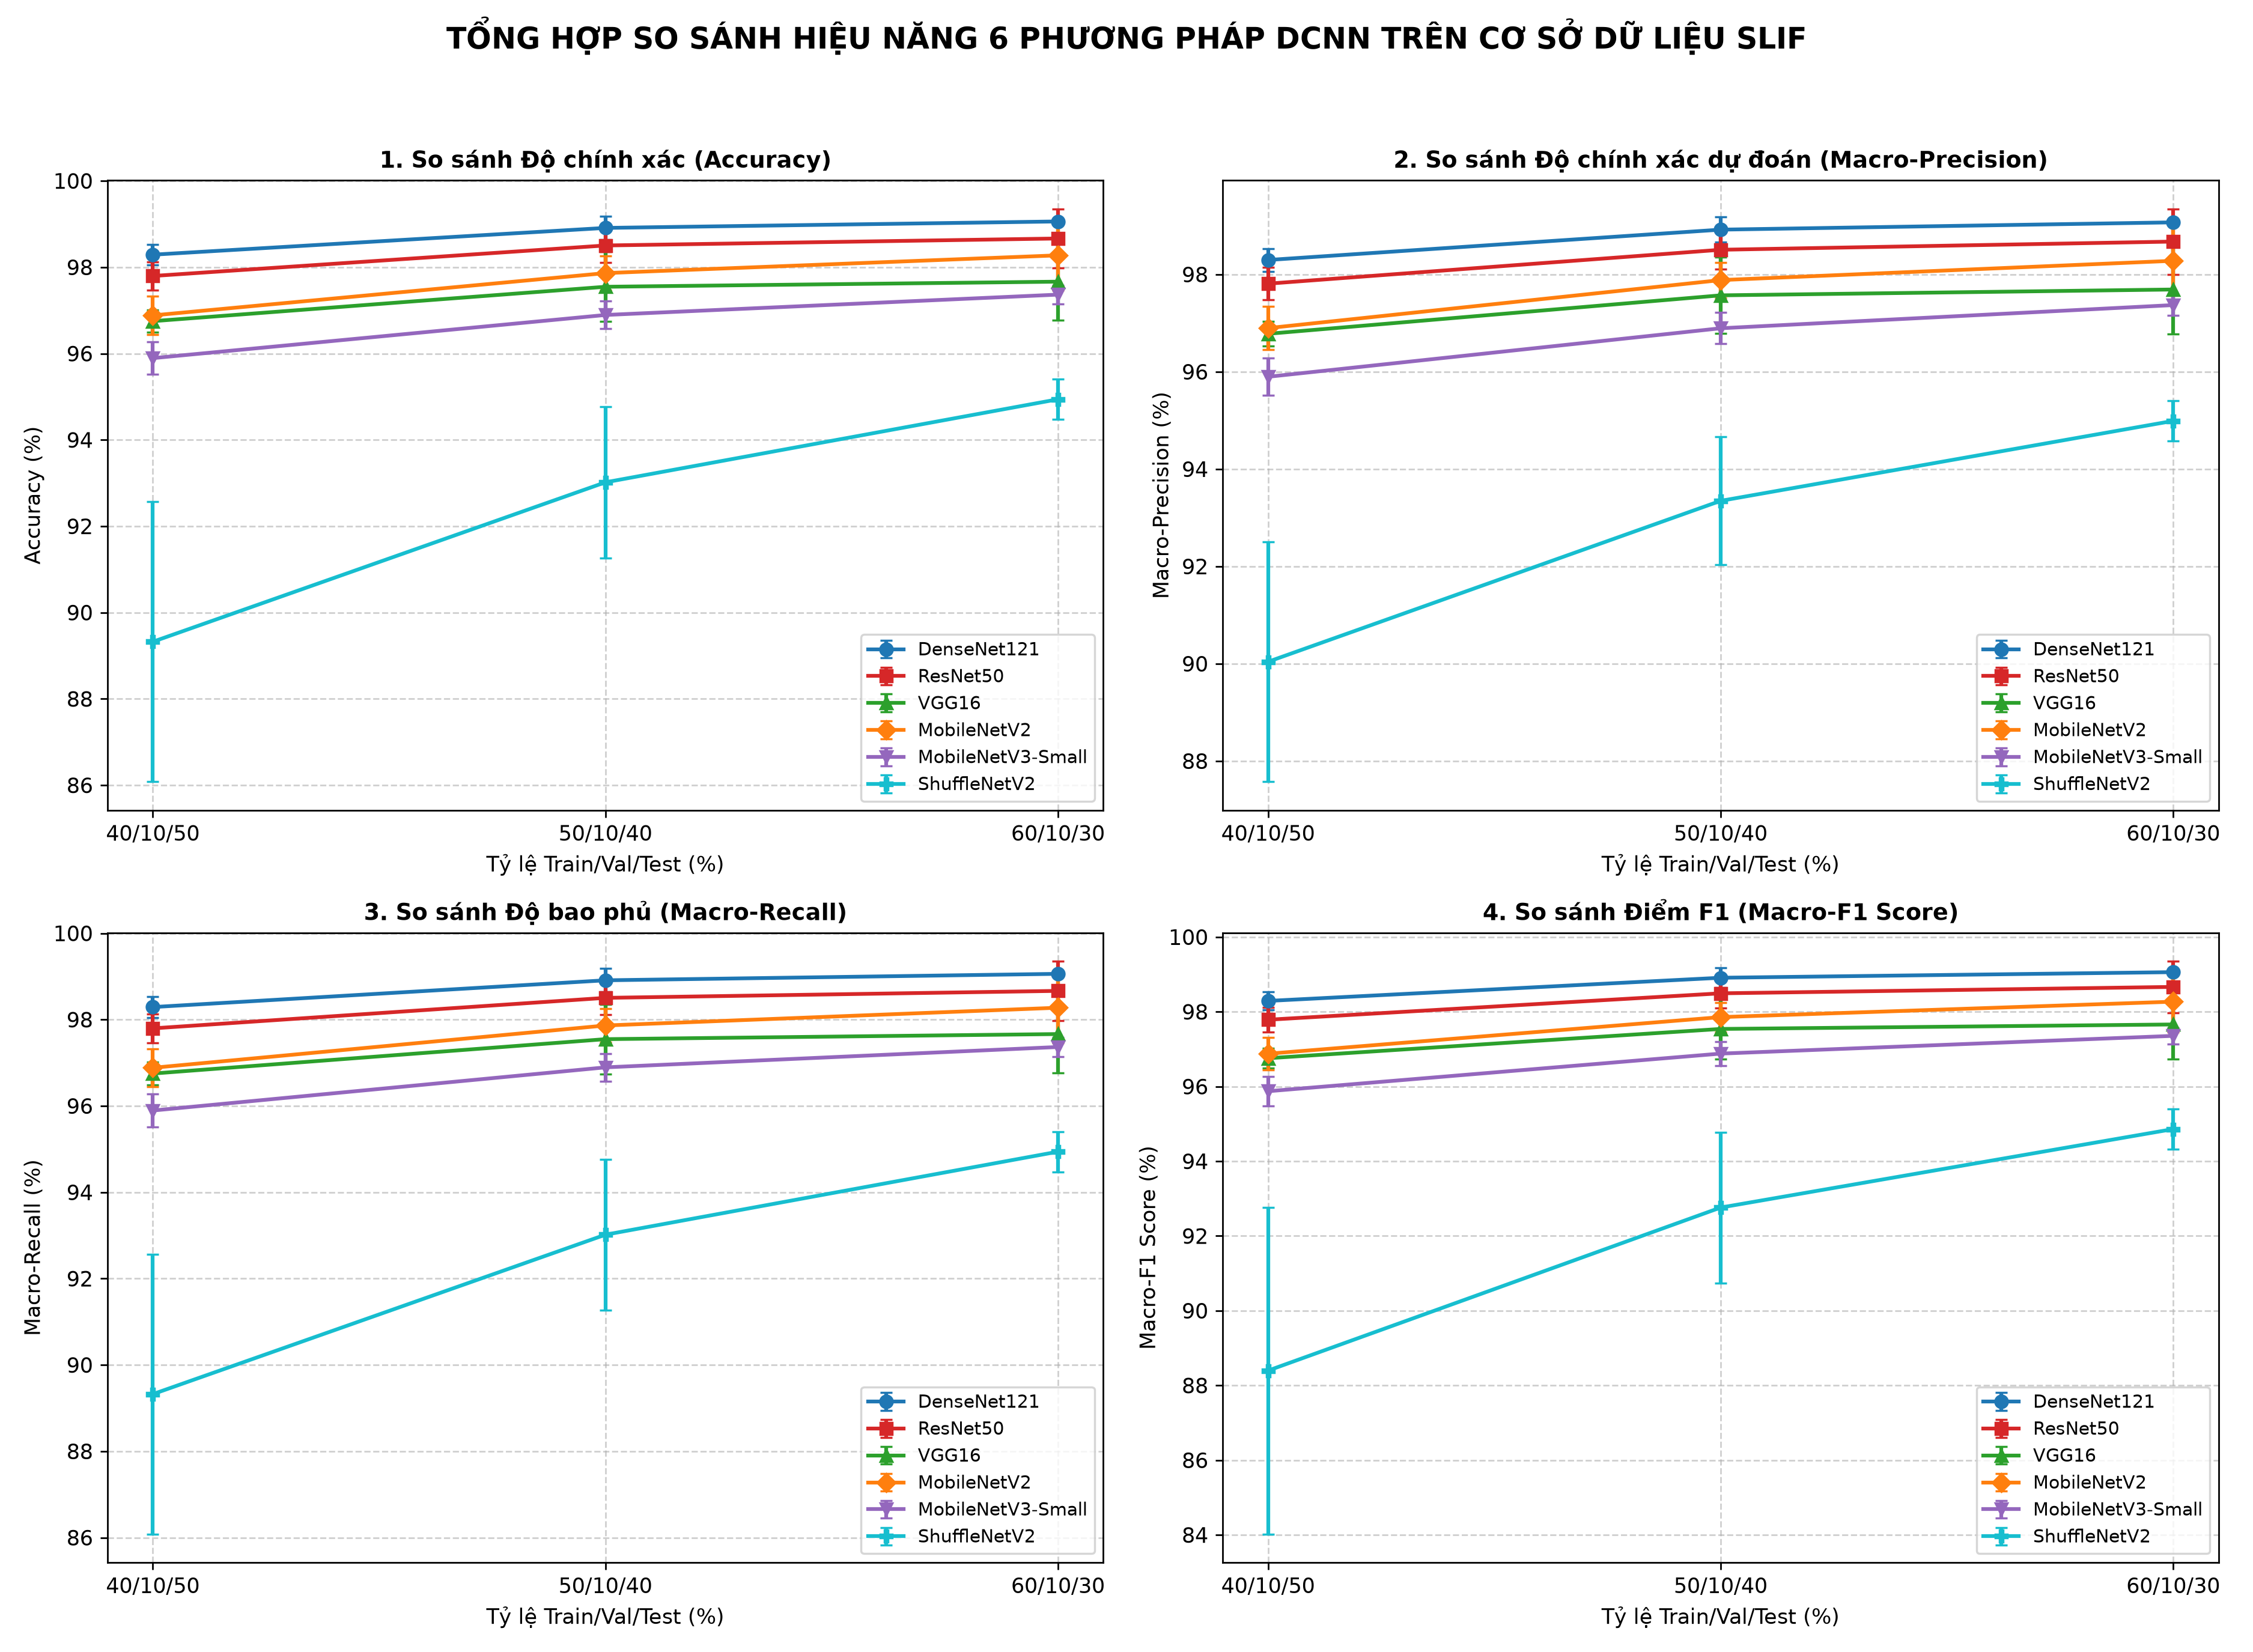 TỔNG HỢP SO SÁNH HIỆU NĂNG 6 PHƯƠNG PHÁP DCNN TRÊN CƠ SỞ DỮ LIỆU SLIF
1. So sánh Độ chính xác (Accuracy)
100
98
96
94
92
90
88
86
Accuracy (%)
DenseNet121
ResNet50
VGG16
MobileNetV2
MobileNetV3-Small
ShuffleNetV2
40/10/50
50/10/40
60/10/30
Tỷ lệ Train/Val/Test (%)
2. So sánh Độ chính xác dự đoán (Macro-Precision)
98
96
94
92
90
88
Macro-Precision (%)
DenseNet121
ResNet50
VGG16
MobileNetV2
MobileNetV3-Small
ShuffleNetV2
40/10/50
50/10/40
60/10/30
Tỷ lệ Train/Val/Test (%)
3. So sánh Độ bao phủ (Macro-Recall)
100
98
96
94
92
90
88
86
Macro-Recall (%)
DenseNet121
ResNet50
VGG16
MobileNetV2
MobileNetV3-Small
ShuffleNetV2
40/10/50
50/10/40
60/10/30
Tỷ lệ Train/Val/Test (%)
4. So sánh Điểm F1 (Macro-F1 Score)
100
98
96
94
92
90
88
86
84
Macro-F1 Score (%)
DenseNet121
ResNet50
VGG16
MobileNetV2
MobileNetV3-Small
ShuffleNetV2
40/10/50
50/10/40
60/10/30
Tỷ lệ Train/Val/Test (%)